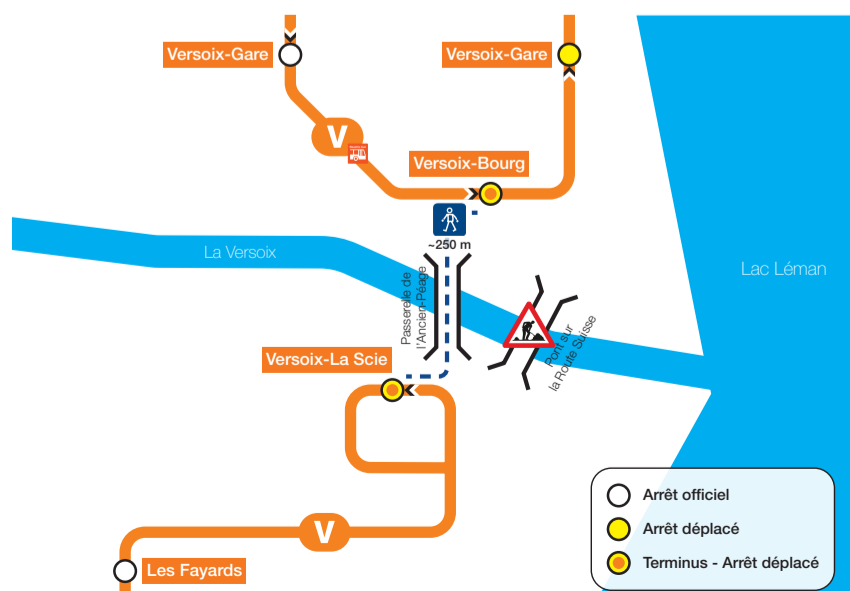 Versoix-Gare
Versoix-Gare
V
Versoix-Bourg
~250 m
La Versoix
Lac Léman
Passerelle de
l'Ancien-Péage
Pont sur
la Route Suisse
Versoix-La Scie
V
Les Fayards
Arrêt officiel
Arrêt déplacé
Terminus - Arrêt déplacé